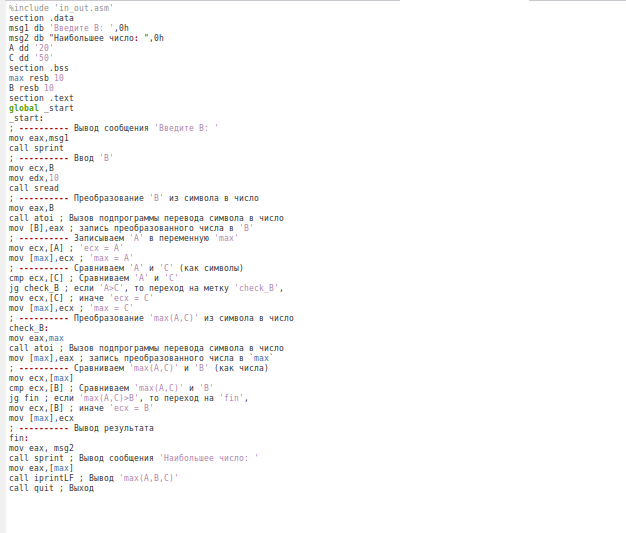 %include 'in_out.asm'
section .data
msg1 db 'Введите B: ',0h
msg2 db "Наибольшее число: ",0h
A dd '20'
C dd '50'
section .bss
max resb 10
B resb 10
section .text
global _start
_start:
; ---------- Вывод сообщения 'Введите B: '
mov eax,msg1
call sprint
; ---------- Ввод 'B'
mov ecx,B
mov edx,10
call sread
; ---------- Преобразование 'B' из символа в число
mov eax,B
call atoi ; Вызов подпрограммы перевода символа в число
mov [B],eax ; запись преобразованного числа в 'B'
; ---------- Записываем 'A' в переменную 'max'
mov ecx,[A] ; 'ecx = A'
mov [max],ecx ; 'max = A'
; ---------- Сравниваем 'A' и 'C' (как символы)
cmp ecx,[C] ; Сравниваем 'A' и 'C'
jg check_B ; если 'A>C', то переход на метку 'check_B',
mov ecx,[C] ; иначе 'ecx = C'
mov [max],ecx ; 'max = C'
; ---------- Преобразование 'max(A,C)' из символа в число
check_B:
mov eax,max
call atoi ; Вызов подпрограммы перевода символа в число
mov [max],eax ; запись преобразованного числа в `max`
; ---------- Сравниваем 'max(A,C)' и 'B' (как числа)
mov ecx,[max]
cmp ecx,[B] ; Сравниваем 'max(A,C)' и 'B'
jg fin ; если 'max(A,C)>B', то переход на 'fin',
mov ecx,[B] ; иначе 'ecx = B'
mov [max],ecx
; ---------- Вывод результата
fin:
mov eax, msg2
call sprint ; Вывод сообщения 'Наибольшее число: '
mov eax,[max]
call iprintLF ; Вывод 'max(A,B,C)'
call quit ; Выход